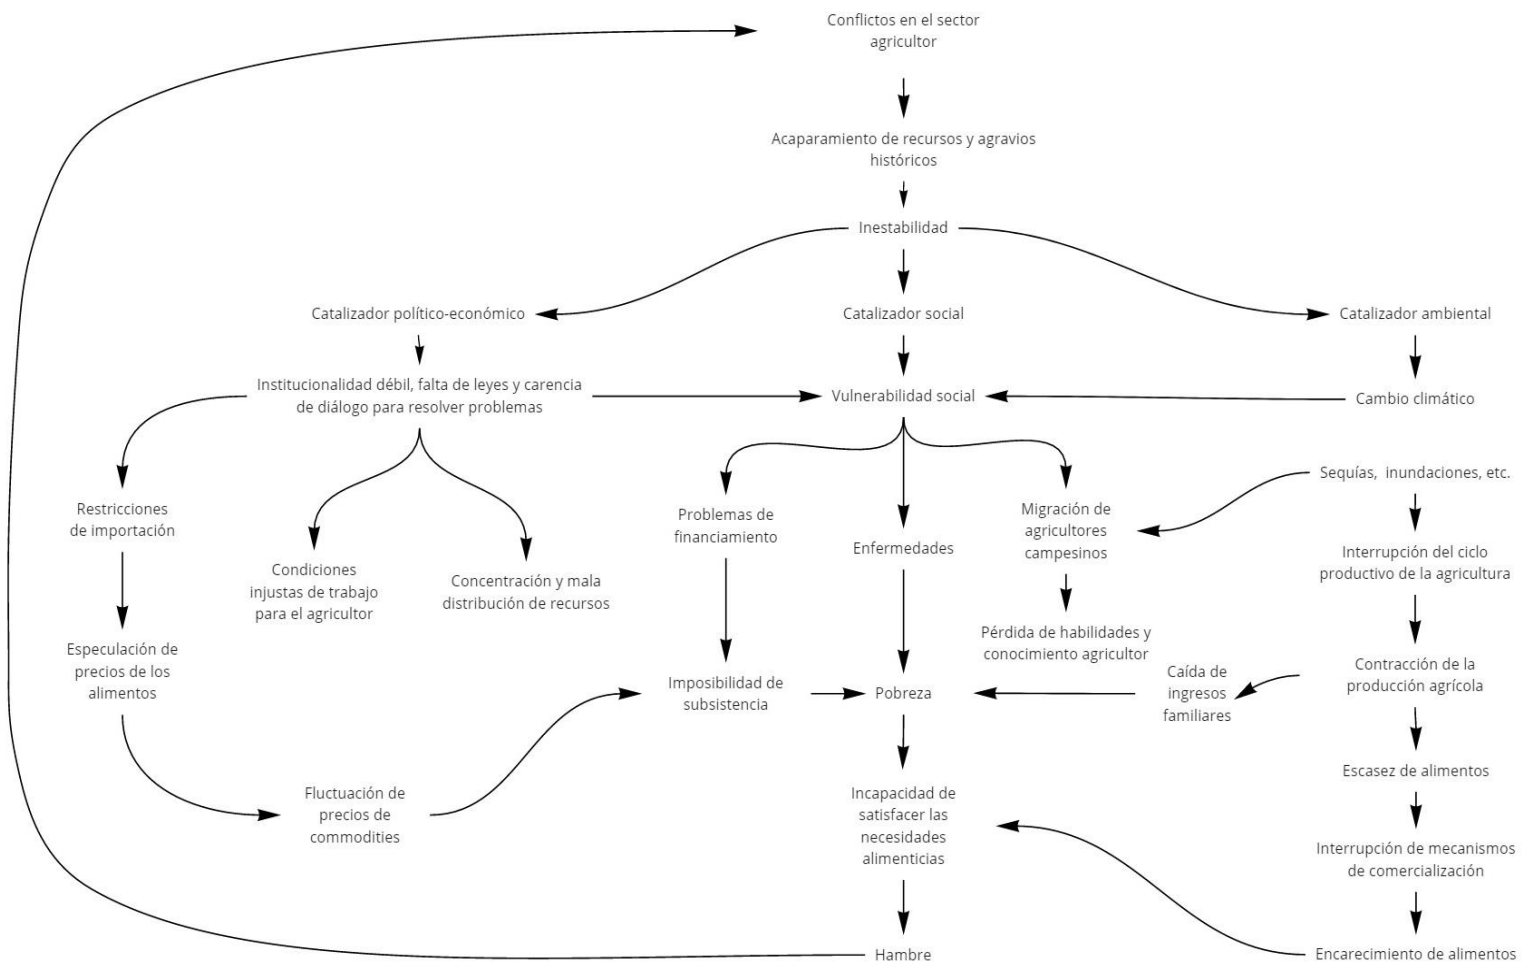 Conflictos en el sector
agricultor
Acaparamiento de recursos y agravios
históricos
Inestabilidad
Catalizador político-económico
Catalizador social
Catalizador ambiental
Institucionalidad débil, falta de leyes y carencia
de diálogo para resolver problemas
Vulnerabilidad social
Cambio climático
Sequías, inundaciones, etc.
Restricciones
de importación
Problemas de
financiamiento
Migración de
agricultores
campesinos
Enfermedades
Interrupción del ciclo
productivo de la agricultura
Condiciones
injustas de trabajo
para el agricultor
Concentración y mala
distribución de recursos
Especulación de
precios de los
alimentos
Pérdida de habilidades y
conocimiento agricultor
Imposibilidad de
subsistencia
Pobreza
Caída de
ingresos
familiares
Contracción de la
producción agrícola
Escasez de alimentos
Fluctuación de
precios de
commodities
Incapacidad de
satisfacer las
necesidades
alimenticias
Interrupción de mecanismos
de comercialización
Hambre
Encarecimiento de alimentos